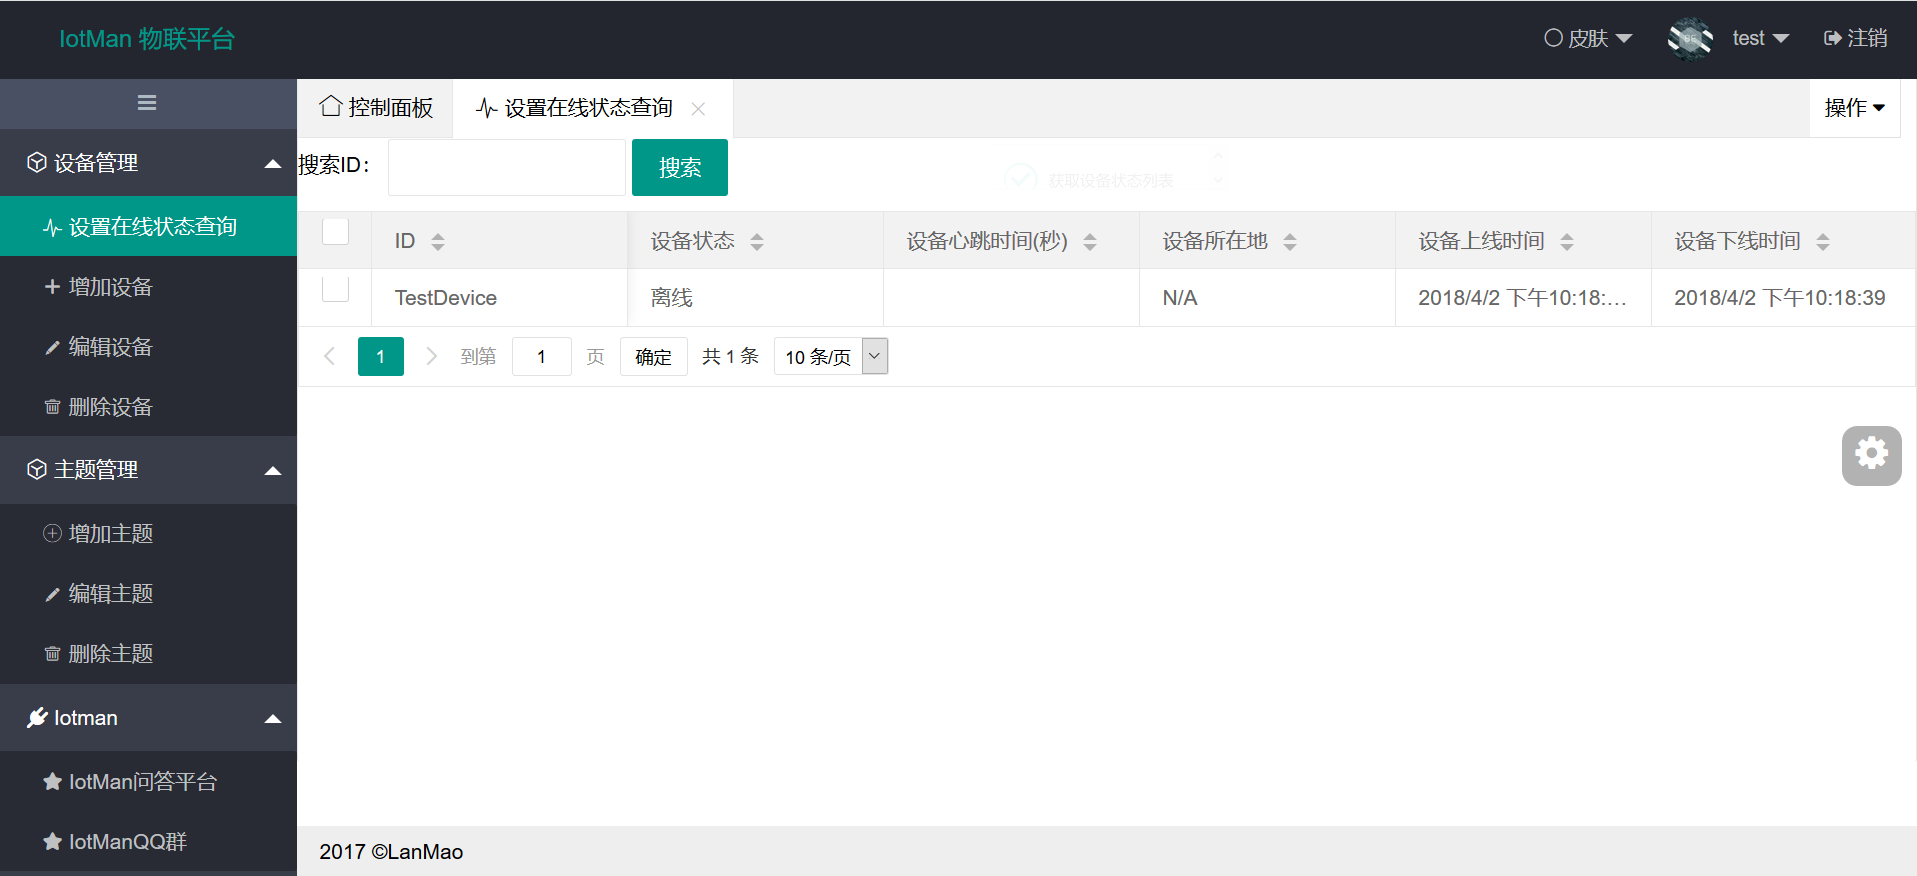 IotMan 物联平台
皮肤
test
注销
控制面板
设置在线状态查询
操作
设备管理
设置在线状态查询
增加设备
编辑设备
删除设备
主题管理
增加主题
编辑主题
删除主题
Iotman
IotMan问答平台
IotManQQ群
搜索ID：
搜索
获取设备状态列表
ID 设备状态 设备心跳时间(秒) 设备所在地 设备上线时间 设备下线时间
TestDevice 离线 N/A 2018/4/2 下午10:18:… 2018/4/2 下午10:18:39
1 到第 1 页 确定 共 1 条 10 条/页
2017 ©LanMao